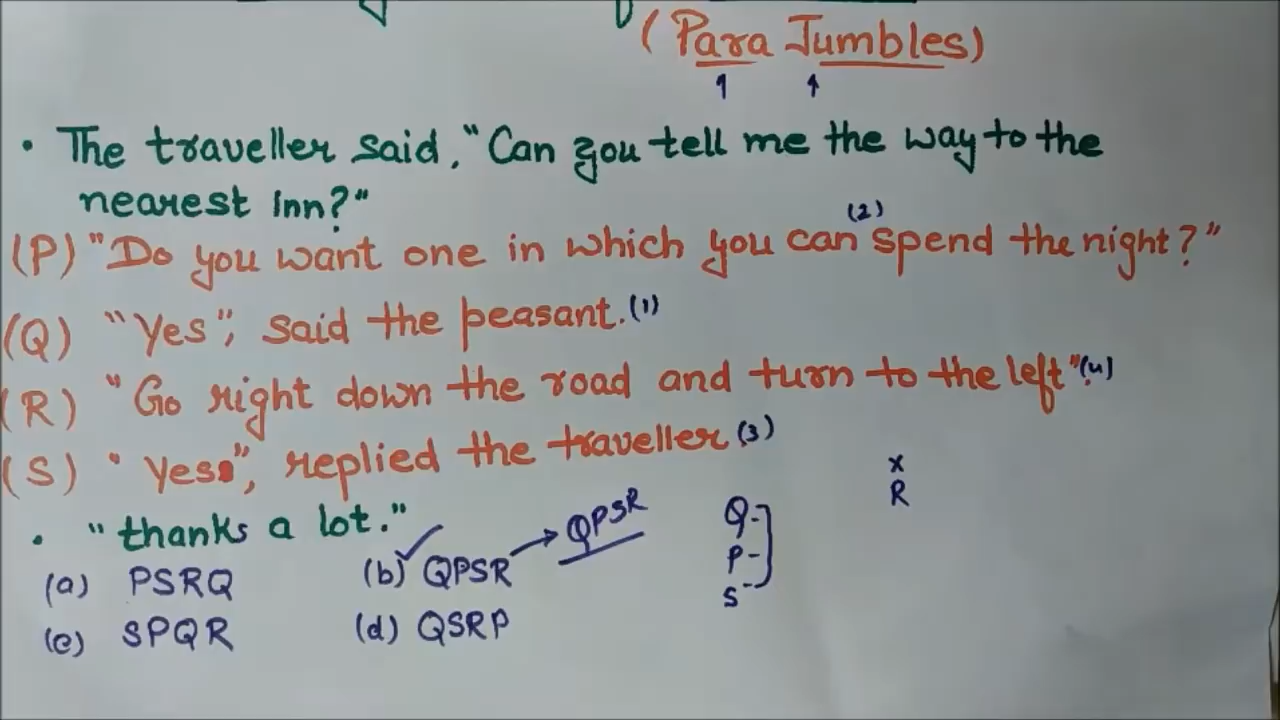 (Para Jumbles)
• The traveller said, "Can you tell me the way to the
nearest inn?"
(P) "Do you want one in which you can spend the night?" (2)
(Q) "Yes", said the peasant. (1)
(R) "Go right down the road and turn to the left". (4)
(S) "Yes", replied the traveller (3)
• "thanks a lot."
(a) PSRQ (b) QPSR → QPSR
(c) SPQR (d) QSRP
Q
P
S
x
R